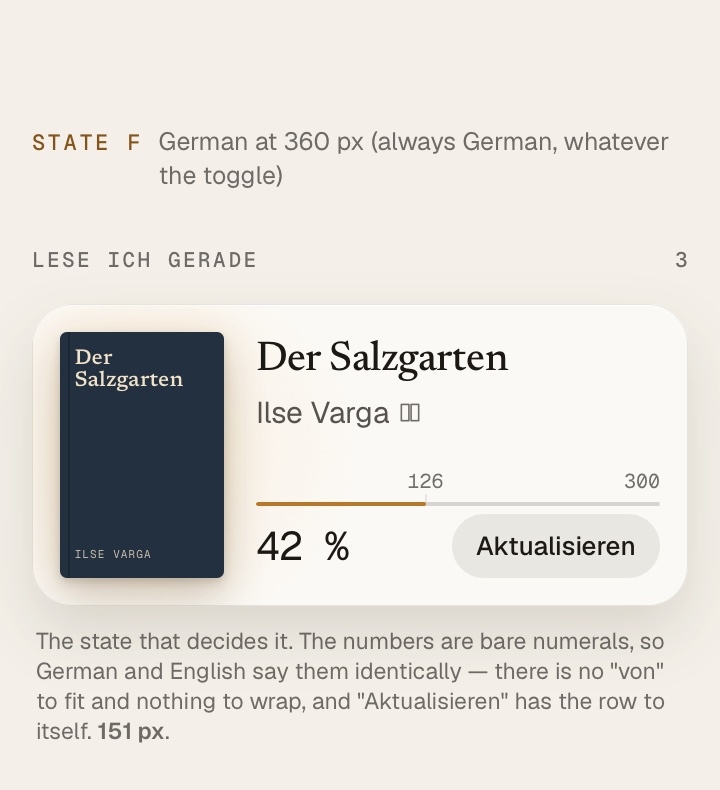 STATE F German at 360 px (always German, whatever
the toggle)
LESE ICH GERADE 3
Der
Salzgarten
ILSE VARGA
Der Salzgarten
Ilse Varga
126 300
42 %
Aktualisieren
The state that decides it. The numbers are bare numerals, so
German and English say them identically — there is no "von"
to fit and nothing to wrap, and "Aktualisieren" has the row to
itself. 151 px.